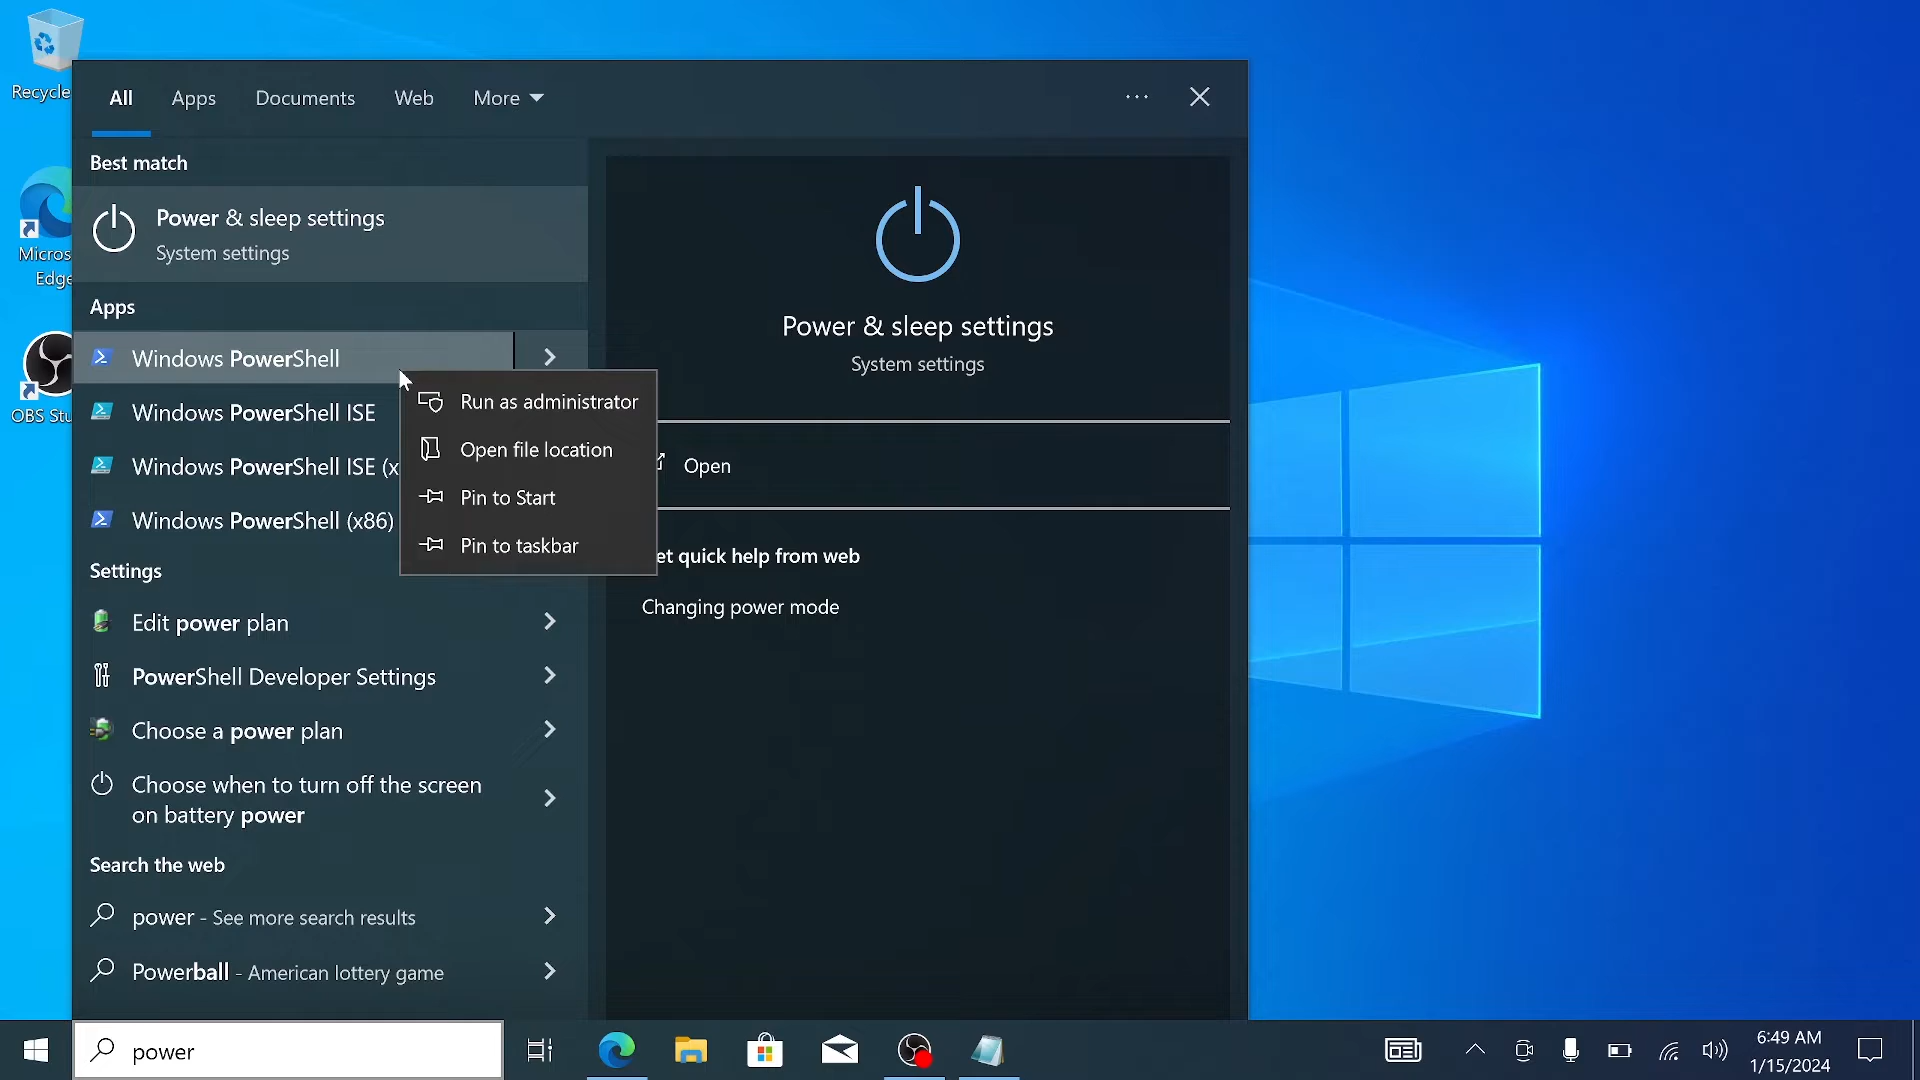 Recycle
Micros
Edge
OBS Stu
All
Apps
Documents
Web
More
Best match
Power & sleep settings
System settings
Apps
Windows PowerShell
Windows PowerShell ISE
Windows PowerShell ISE (x
Windows PowerShell (x86)
Run as administrator
Open file location
Pin to Start
Pin to taskbar
Settings
Edit power plan
PowerShell Developer Settings
Choose a power plan
Choose when to turn off the screen
on battery power
Search the web
power - See more search results
Powerball - American lottery game
Power & sleep settings
System settings
Open
et quick help from web
Changing power mode
power
6:49 AM
1/15/2024